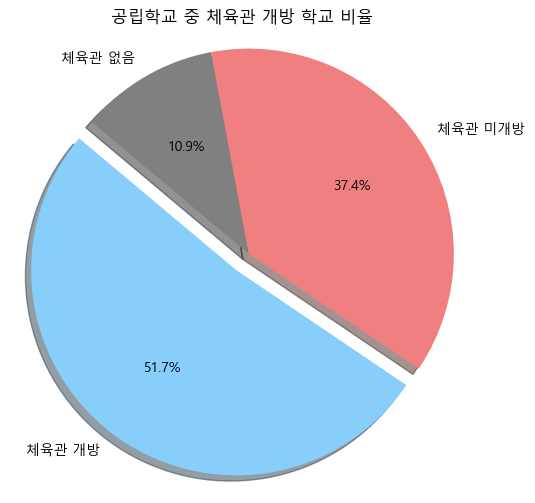 공립학교 중 체육관 개방 학교 비율
체육관 없음
체육관 미개방
10.9%
37.4%
51.7%
체육관 개방